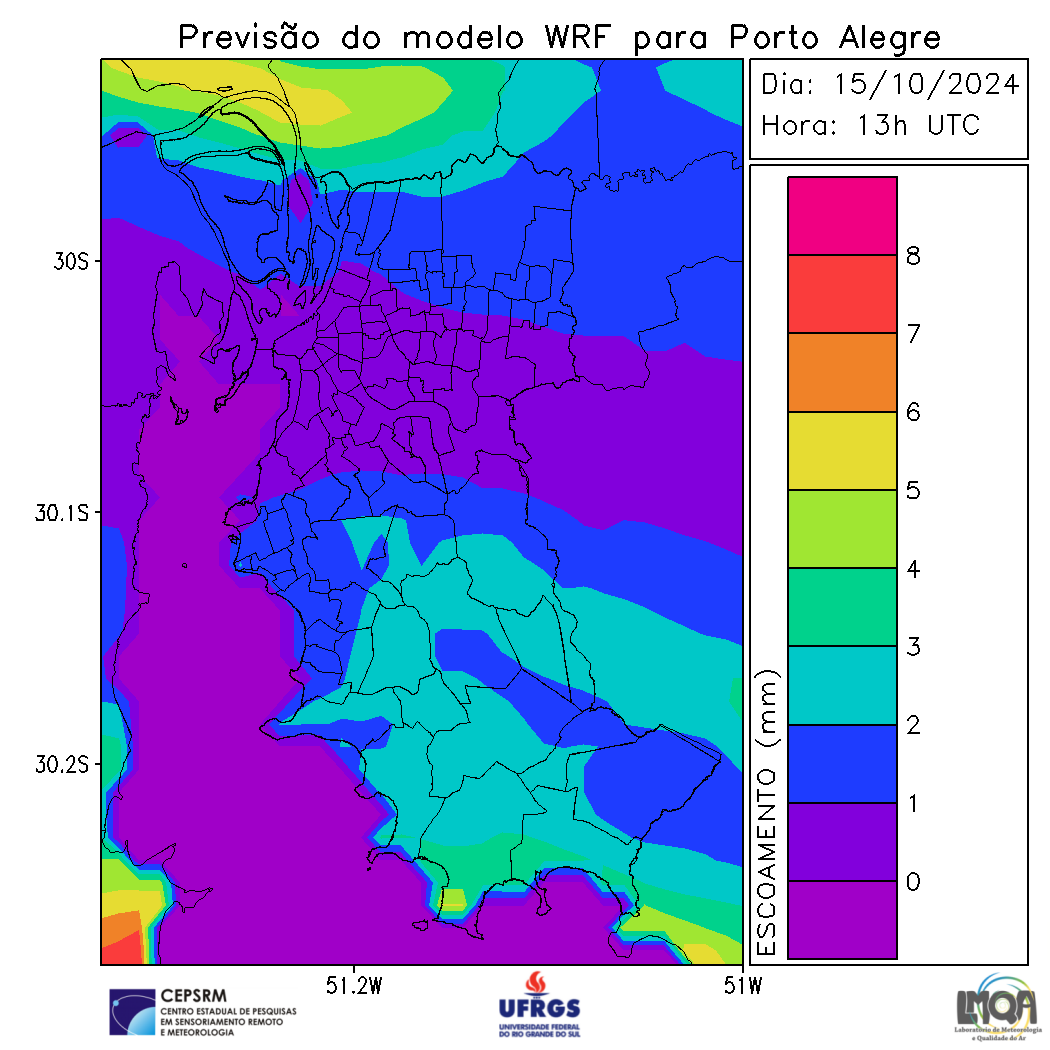 Previsão do modelo WRF para Porto Alegre
Dia: 15/10/2024
Hora: 13h UTC
8
7
6
5
4
3
2
1
0
ESCOAMENTO (mm)
30S
30.1S
30.2S
51.2W
51W
CEPSRM
CENTRO ESTADUAL DE PESQUISAS
EM SENSORIAMENTO REMOTO
E METEOROLOGIA
UFRGS
UNIVERSIDADE FEDERAL
DO RIO GRANDE DO SUL
LMQA
Laboratório de Meteorologia
e Qualidade do Ar